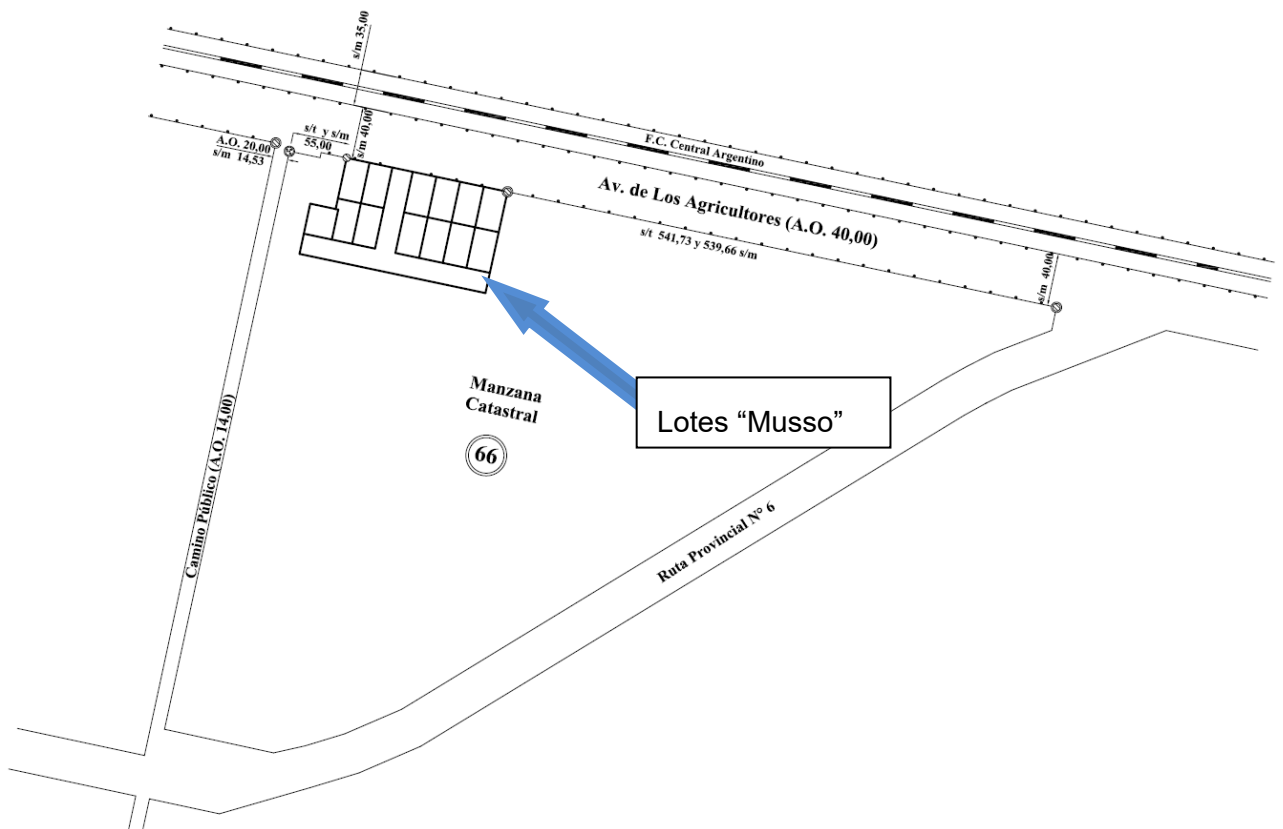 s/m 35,00
F.C. Central Argentino
s/t y s/m
55,00
s/m 40,00
A.O. 20,00
s/m 14,53
Av. de Los Agricultores (A.O. 40,00)
s/t 541,73 y 539,66 s/m
s/m 40,00
Manzana
Catastral
66
Lotes “Musso”
Camino Público (A.O. 14,00)
Ruta Provincial N° 6